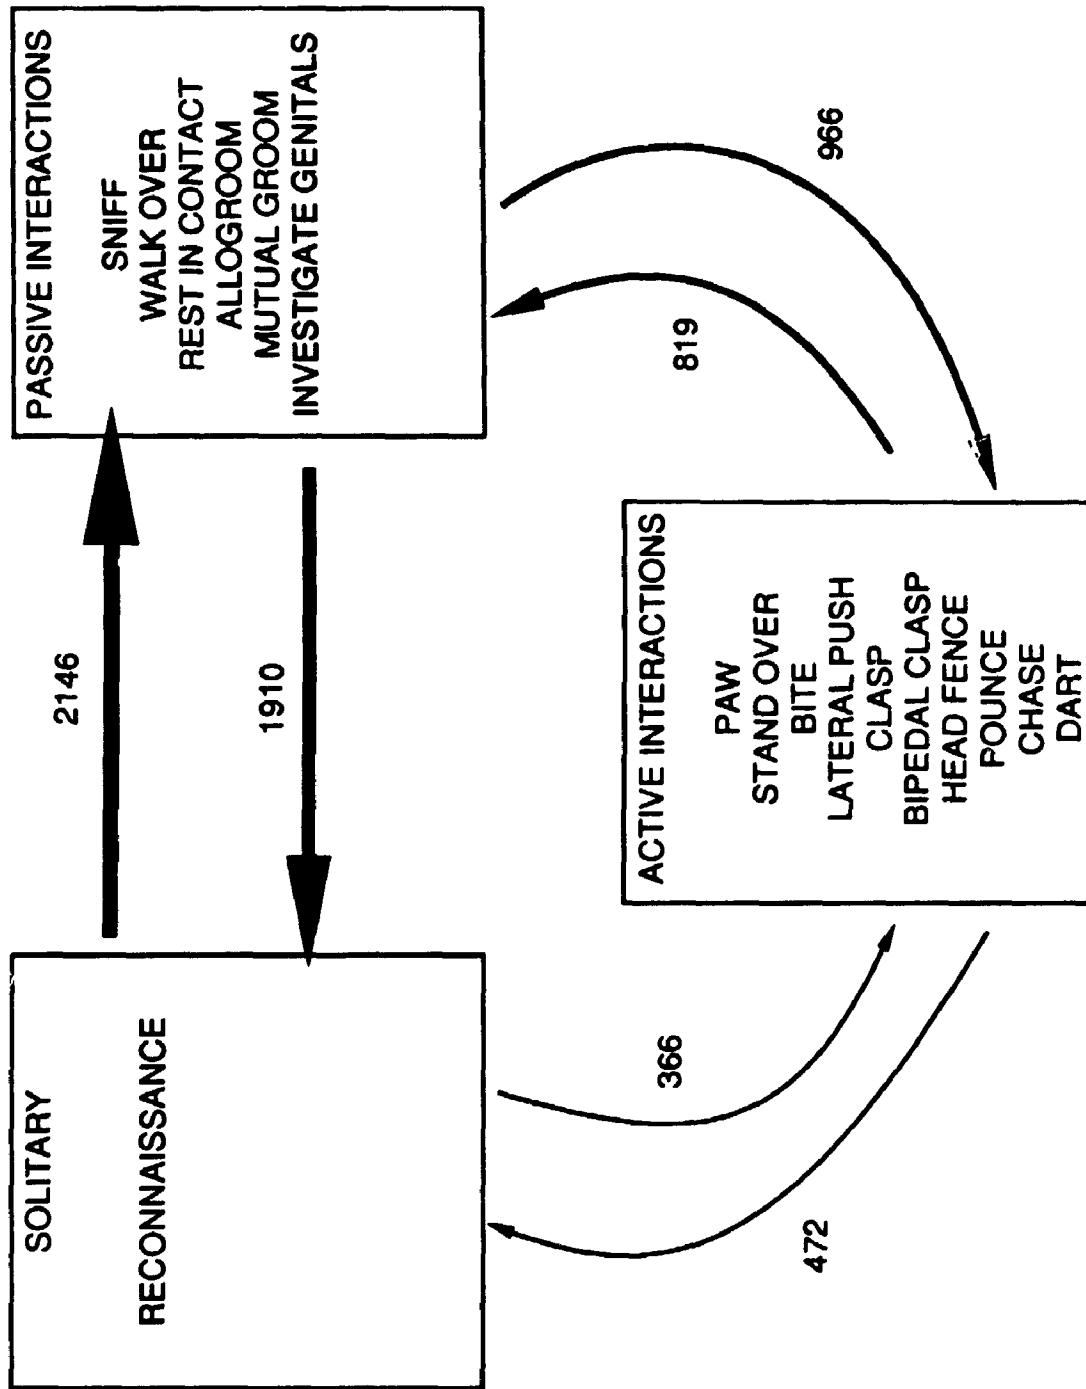 SOLITARY
RECONNAISSANCE
2146
1910
PASSIVE INTERACTIONS
SNIFF
WALK OVER
REST IN CONTACT
ALLOGROOM
MUTUAL GROOM
INVESTIGATE GENITALS
366
472
819
966
ACTIVE INTERACTIONS
PAW
STAND OVER
BITE
LATERAL PUSH
CLASP
BIPEDAL CLASP
HEAD FENCE
POUNCE
CHASE
DART